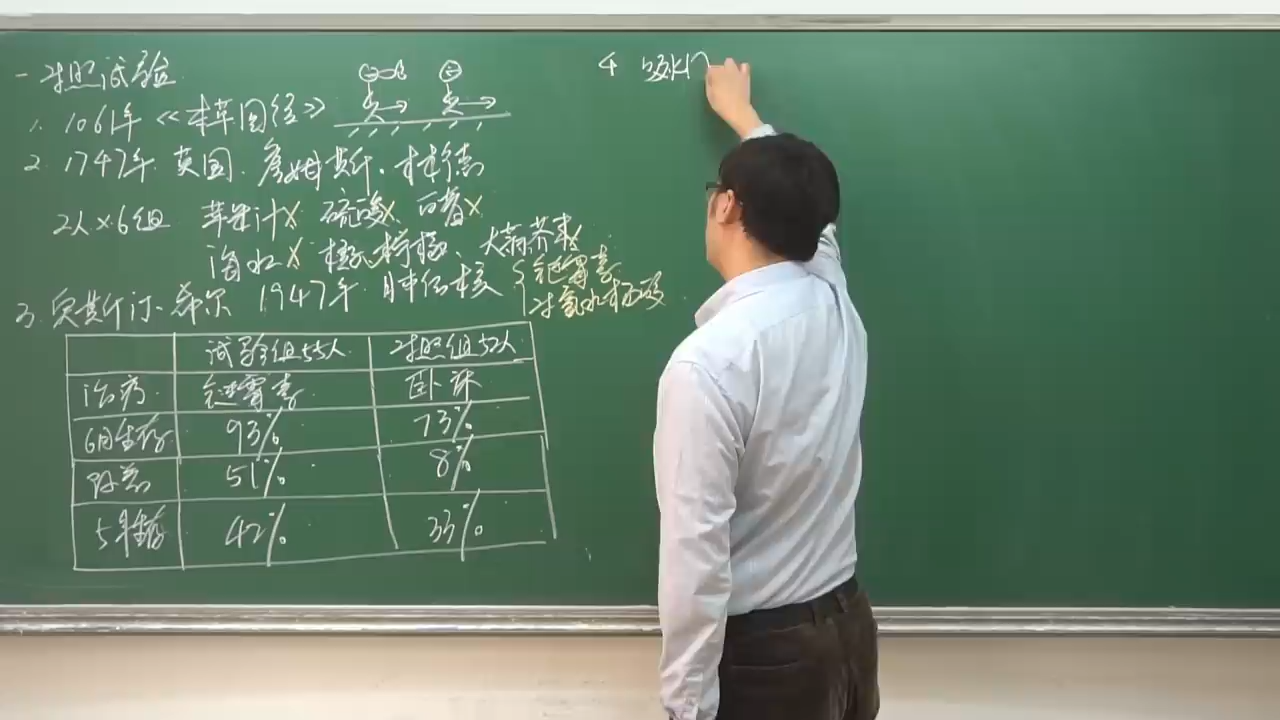 一 对照试验
1. 1061年《本草图经》
2. 1747年 英国.詹姆斯.林德
2人×6组 苹果汁× 硫酸× 白醋×
海水× 橙、柠檬、大蒜芥末×
3. 奥斯汀.希尔 1947年 肺结核 { 链霉素
对氨水杨酸
试验组55人 对照组52人
治疗 链霉素 卧床
6月生存 93% 73%
改善 51% 8%
5年生存 42% 33%
4